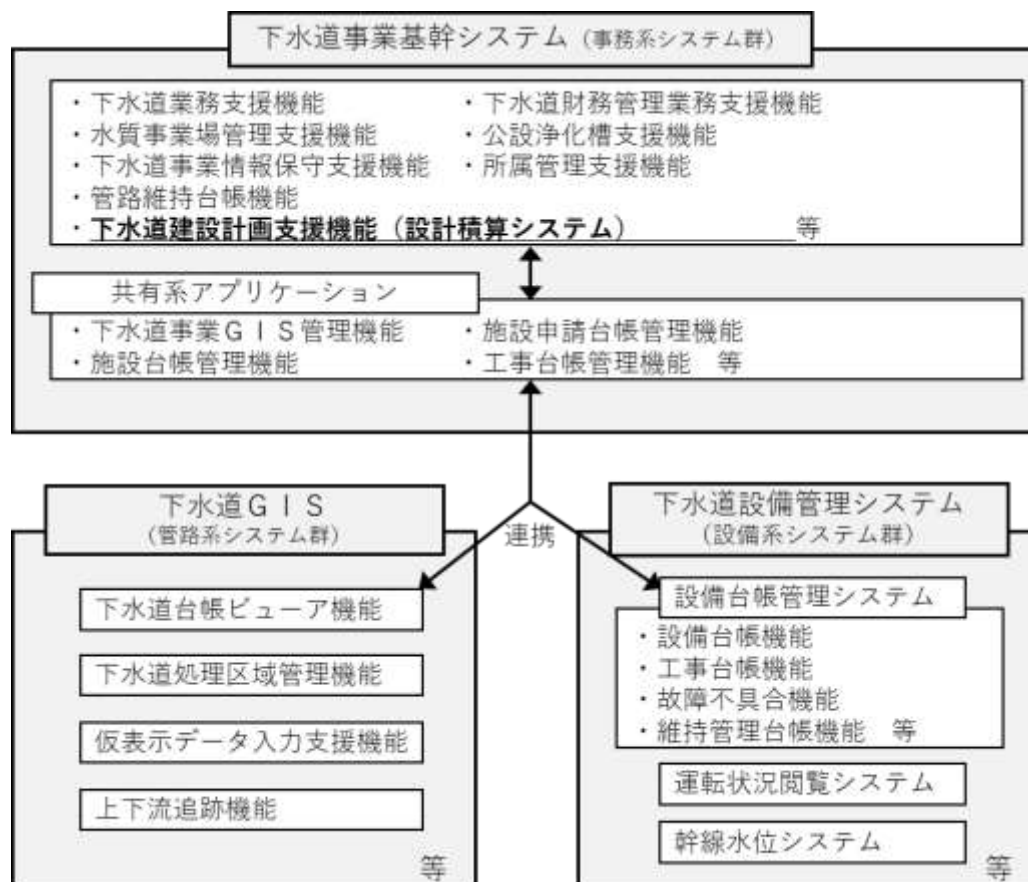 下水道事業基幹システム（事務系システム群）
・下水道業務支援機能　・下水道財務管理業務支援機能
・水質事業場管理支援機能　・公設浄化槽支援機能
・下水道事業情報保守支援機能　・所属管理支援機能
・管路維持台帳機能
・下水道建設計画支援機能（設計積算システム）　等
共有系アプリケーション
・下水道事業ＧＩＳ管理機能　・施設申請台帳管理機能
・施設台帳管理機能　・工事台帳管理機能　等
連携
下水道ＧＩＳ
（管路系システム群）
下水道台帳ビューア機能
下水道処理区域管理機能
仮表示データ入力支援機能
上下流追跡機能
等
下水道設備管理システム
（設備系システム群）
設備台帳管理システム
・設備台帳機能
・工事台帳機能
・故障不具合機能
・維持管理台帳機能　等
運転状況閲覧システム
幹線水位システム
等